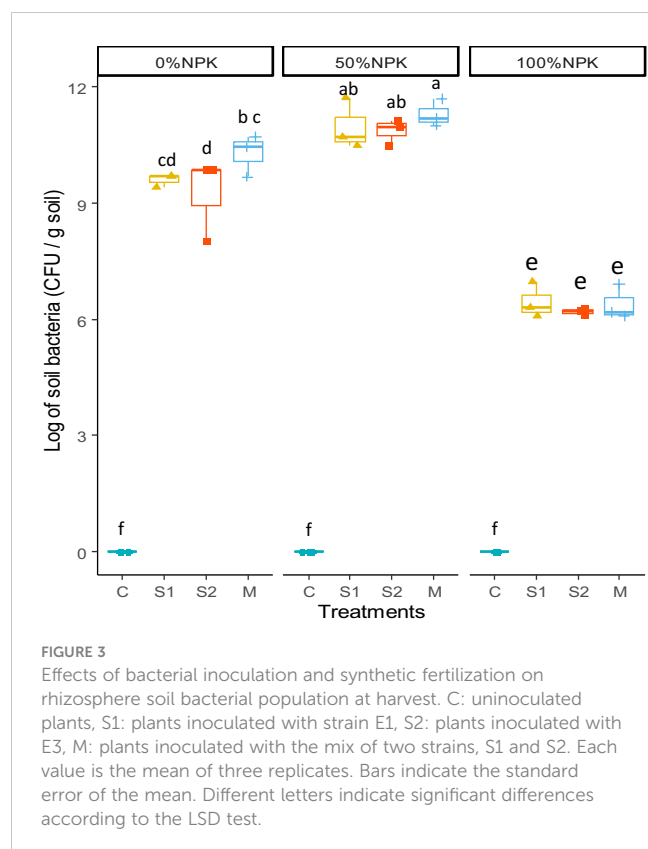 0%NPK 50%NPK 100%NPK
12
9
6
3
0
Log of soil bacteria (CFU / g soil)
f cd d b c
f ab ab a
f e e e
C S1 S2 M C S1 S2 M C S1 S2 M
Treatments
FIGURE 3
Effects of bacterial inoculation and synthetic fertilization on
rhizosphere soil bacterial population at harvest. C: uninoculated
plants, S1: plants inoculated with strain E1, S2: plants inoculated with
E3, M: plants inoculated with the mix of two strains, S1 and S2. Each
value is the mean of three replicates. Bars indicate the standard
error of the mean. Different letters indicate significant differences
according to the LSD test.